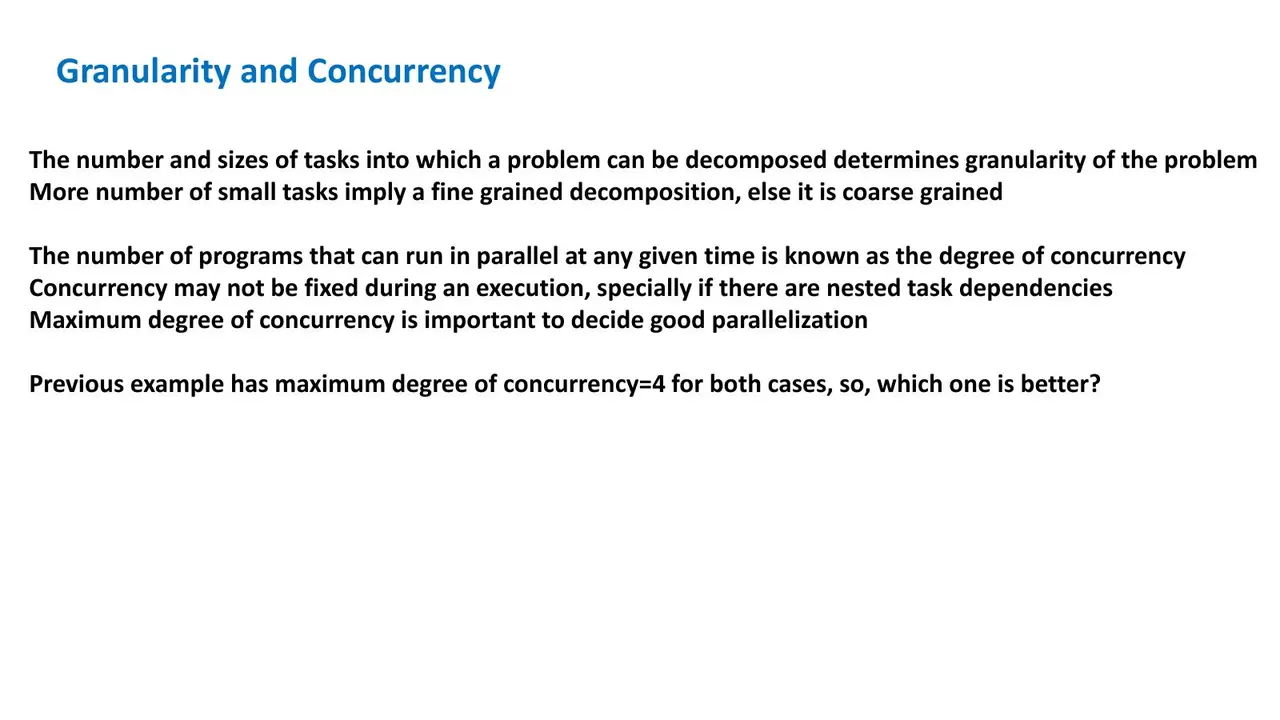 Granularity and Concurrency
The number and sizes of tasks into which a problem can be decomposed determines granularity of the problem
More number of small tasks imply a fine grained decomposition, else it is coarse grained
The number of programs that can run in parallel at any given time is known as the degree of concurrency
Concurrency may not be fixed during an execution, specially if there are nested task dependencies
Maximum degree of concurrency is important to decide good parallelization
Previous example has maximum degree of concurrency=4 for both cases, so, which one is better?